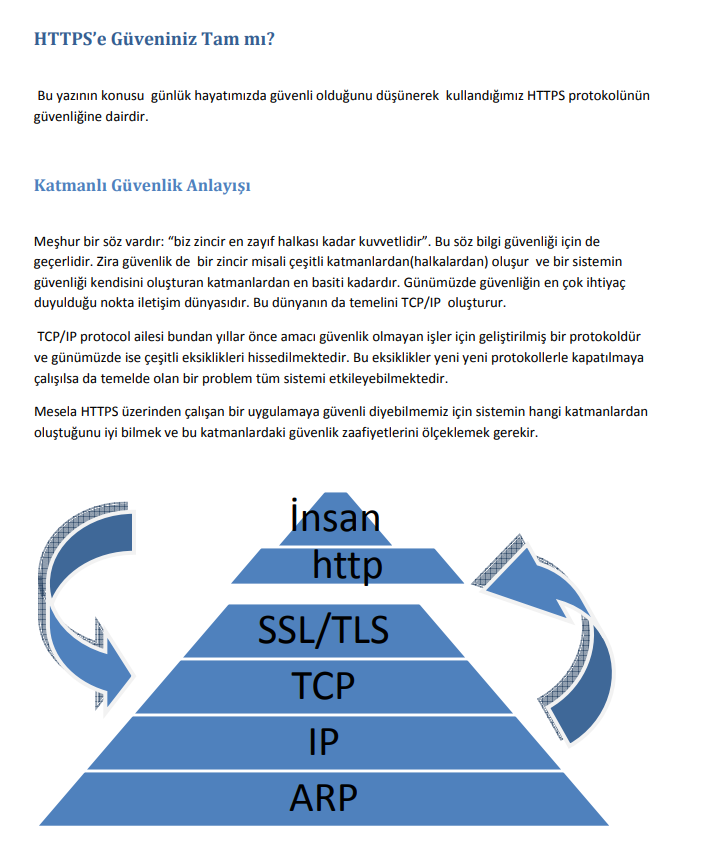 HTTPS'e Güveniniz Tam mı?
Bu yazının konusu günlük hayatımızda güvenli olduğunu düşünerek kullandığımız HTTPS protokolünün
güvenliğine dairdir.
Katmanlı Güvenlik Anlayışı
Meşhur bir söz vardır: “biz zincir en zayıf halkası kadar kuvvetlidir”. Bu söz bilgi güvenliği için de
geçerlidir. Zira güvenlik de bir zincir misali çeşitli katmanlardan(halkalardan) oluşur ve bir sistemin
güvenliği kendisini oluşturan katmanlardan en basiti kadardır. Günümüzde güvenliğin en çok ihtiyaç
duyulduğu nokta iletişim dünyasıdır. Bu dünyanın da temelini TCP/IP oluşturur.
TCP/IP protocol ailesi bundan yıllar önce amacı güvenlik olmayan işler için geliştirilmiş bir protokoldür
ve günümüzde ise çeşitli eksiklikleri hissedilmektedir. Bu eksiklikler yeni yeni protokollerle kapatılmaya
çalışılsa da temelde olan bir problem tüm sistemi etkileyebilmektedir.
Mesela HTTPS üzerinden çalışan bir uygulamaya güvenli diyebilmemiz için sistemin hangi katmanlardan
oluştuğunu iyi bilmek ve bu katmanlardaki güvenlik zaafiyetlerini ölçeklemek gerekir.
İnsan
http
SSL/TLS
TCP
IP
ARP